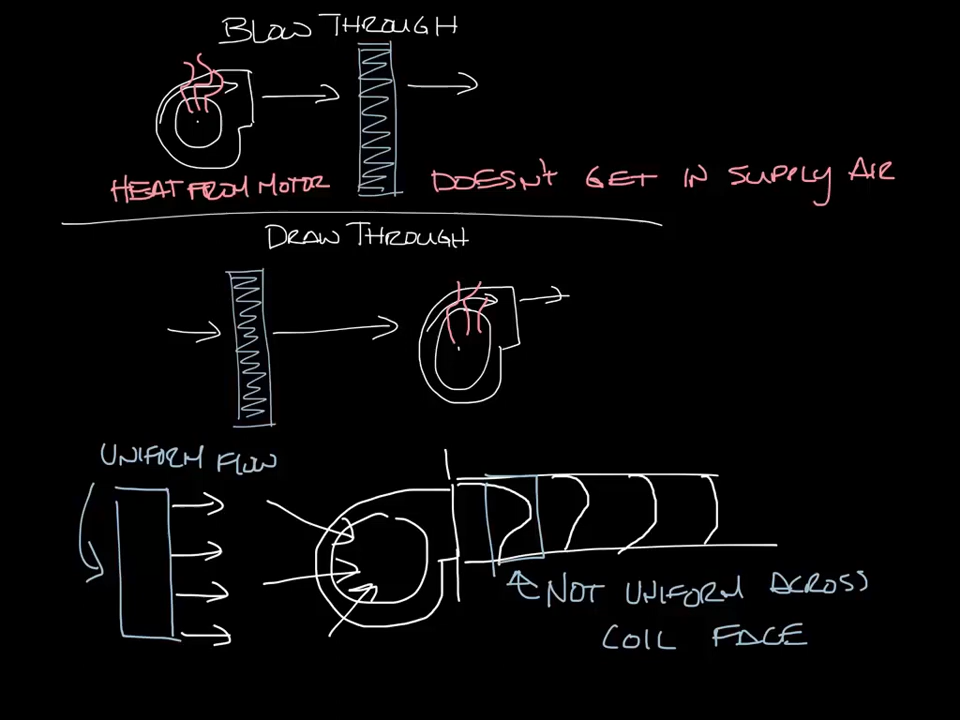 BLOW THROUGH
HEAT FROM MOTOR DOESN'T GET IN SUPPLY AIR
DRAW THROUGH
UNIFORM FLOW
NOT UNIFORM ACROSS
COIL FACE